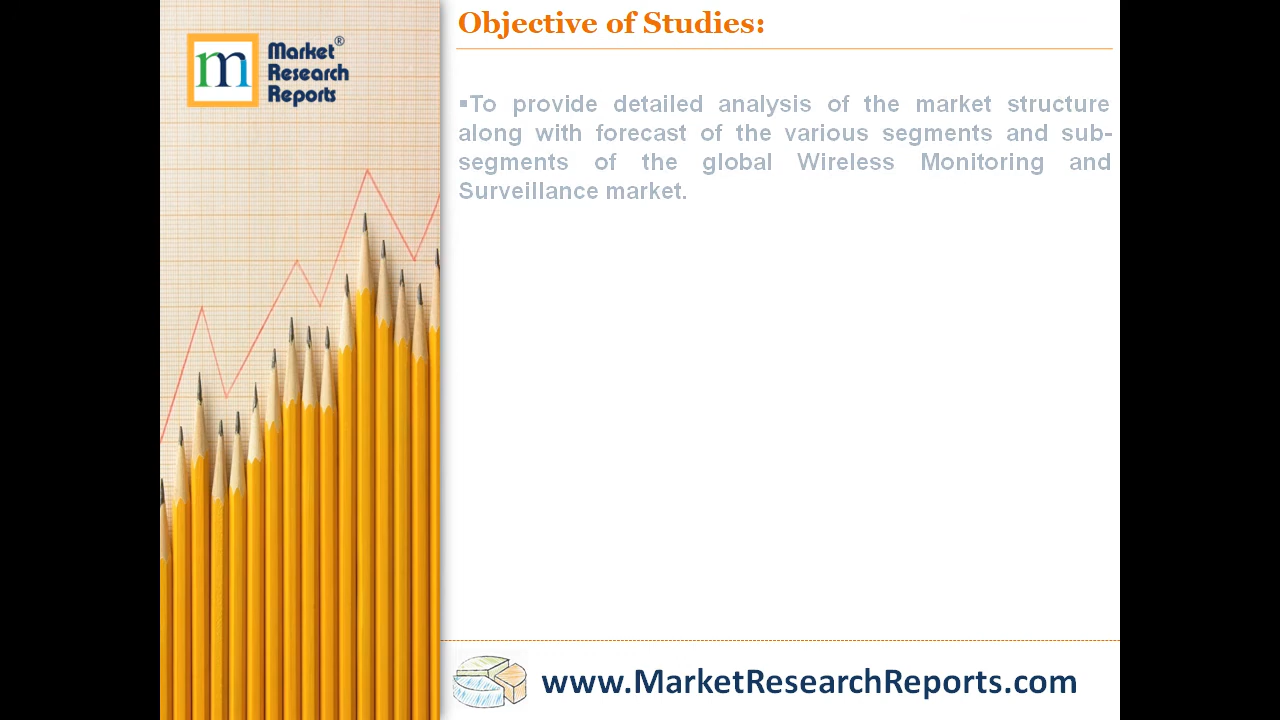 Objective of Studies:
m
Market®
Research
Reports
▪To provide detailed analysis of the market structure
along with forecast of the various segments and sub-
segments of the global Wireless Monitoring and
Surveillance market.
www.MarketResearchReports.com